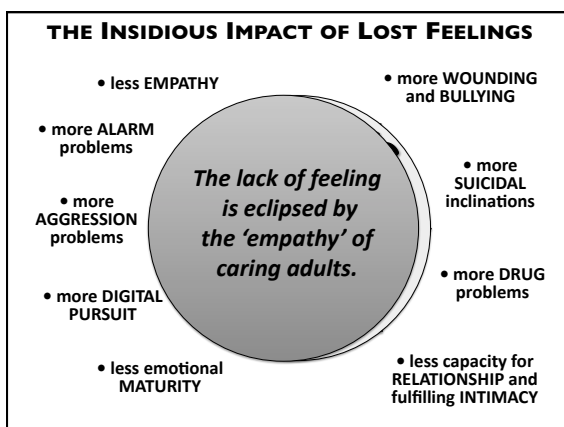 THE INSIDIOUS IMPACT OF LOST FEELINGS
• less EMPATHY
• more ALARM
problems
• more
AGGRESSION
problems
• more DIGITAL
PURSUIT
• less emotional
MATURITY
The lack of feeling
is eclipsed by
the ‘empathy’ of
caring adults.
• more WOUNDING
and BULLYING
• more
SUICIDAL
inclinations
• more DRUG
problems
• less capacity for
RELATIONSHIP and
fulfilling INTIMACY